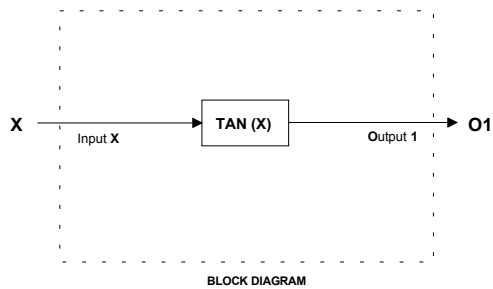 X
Input X
TAN (X)
Output 1
O1
BLOCK DIAGRAM